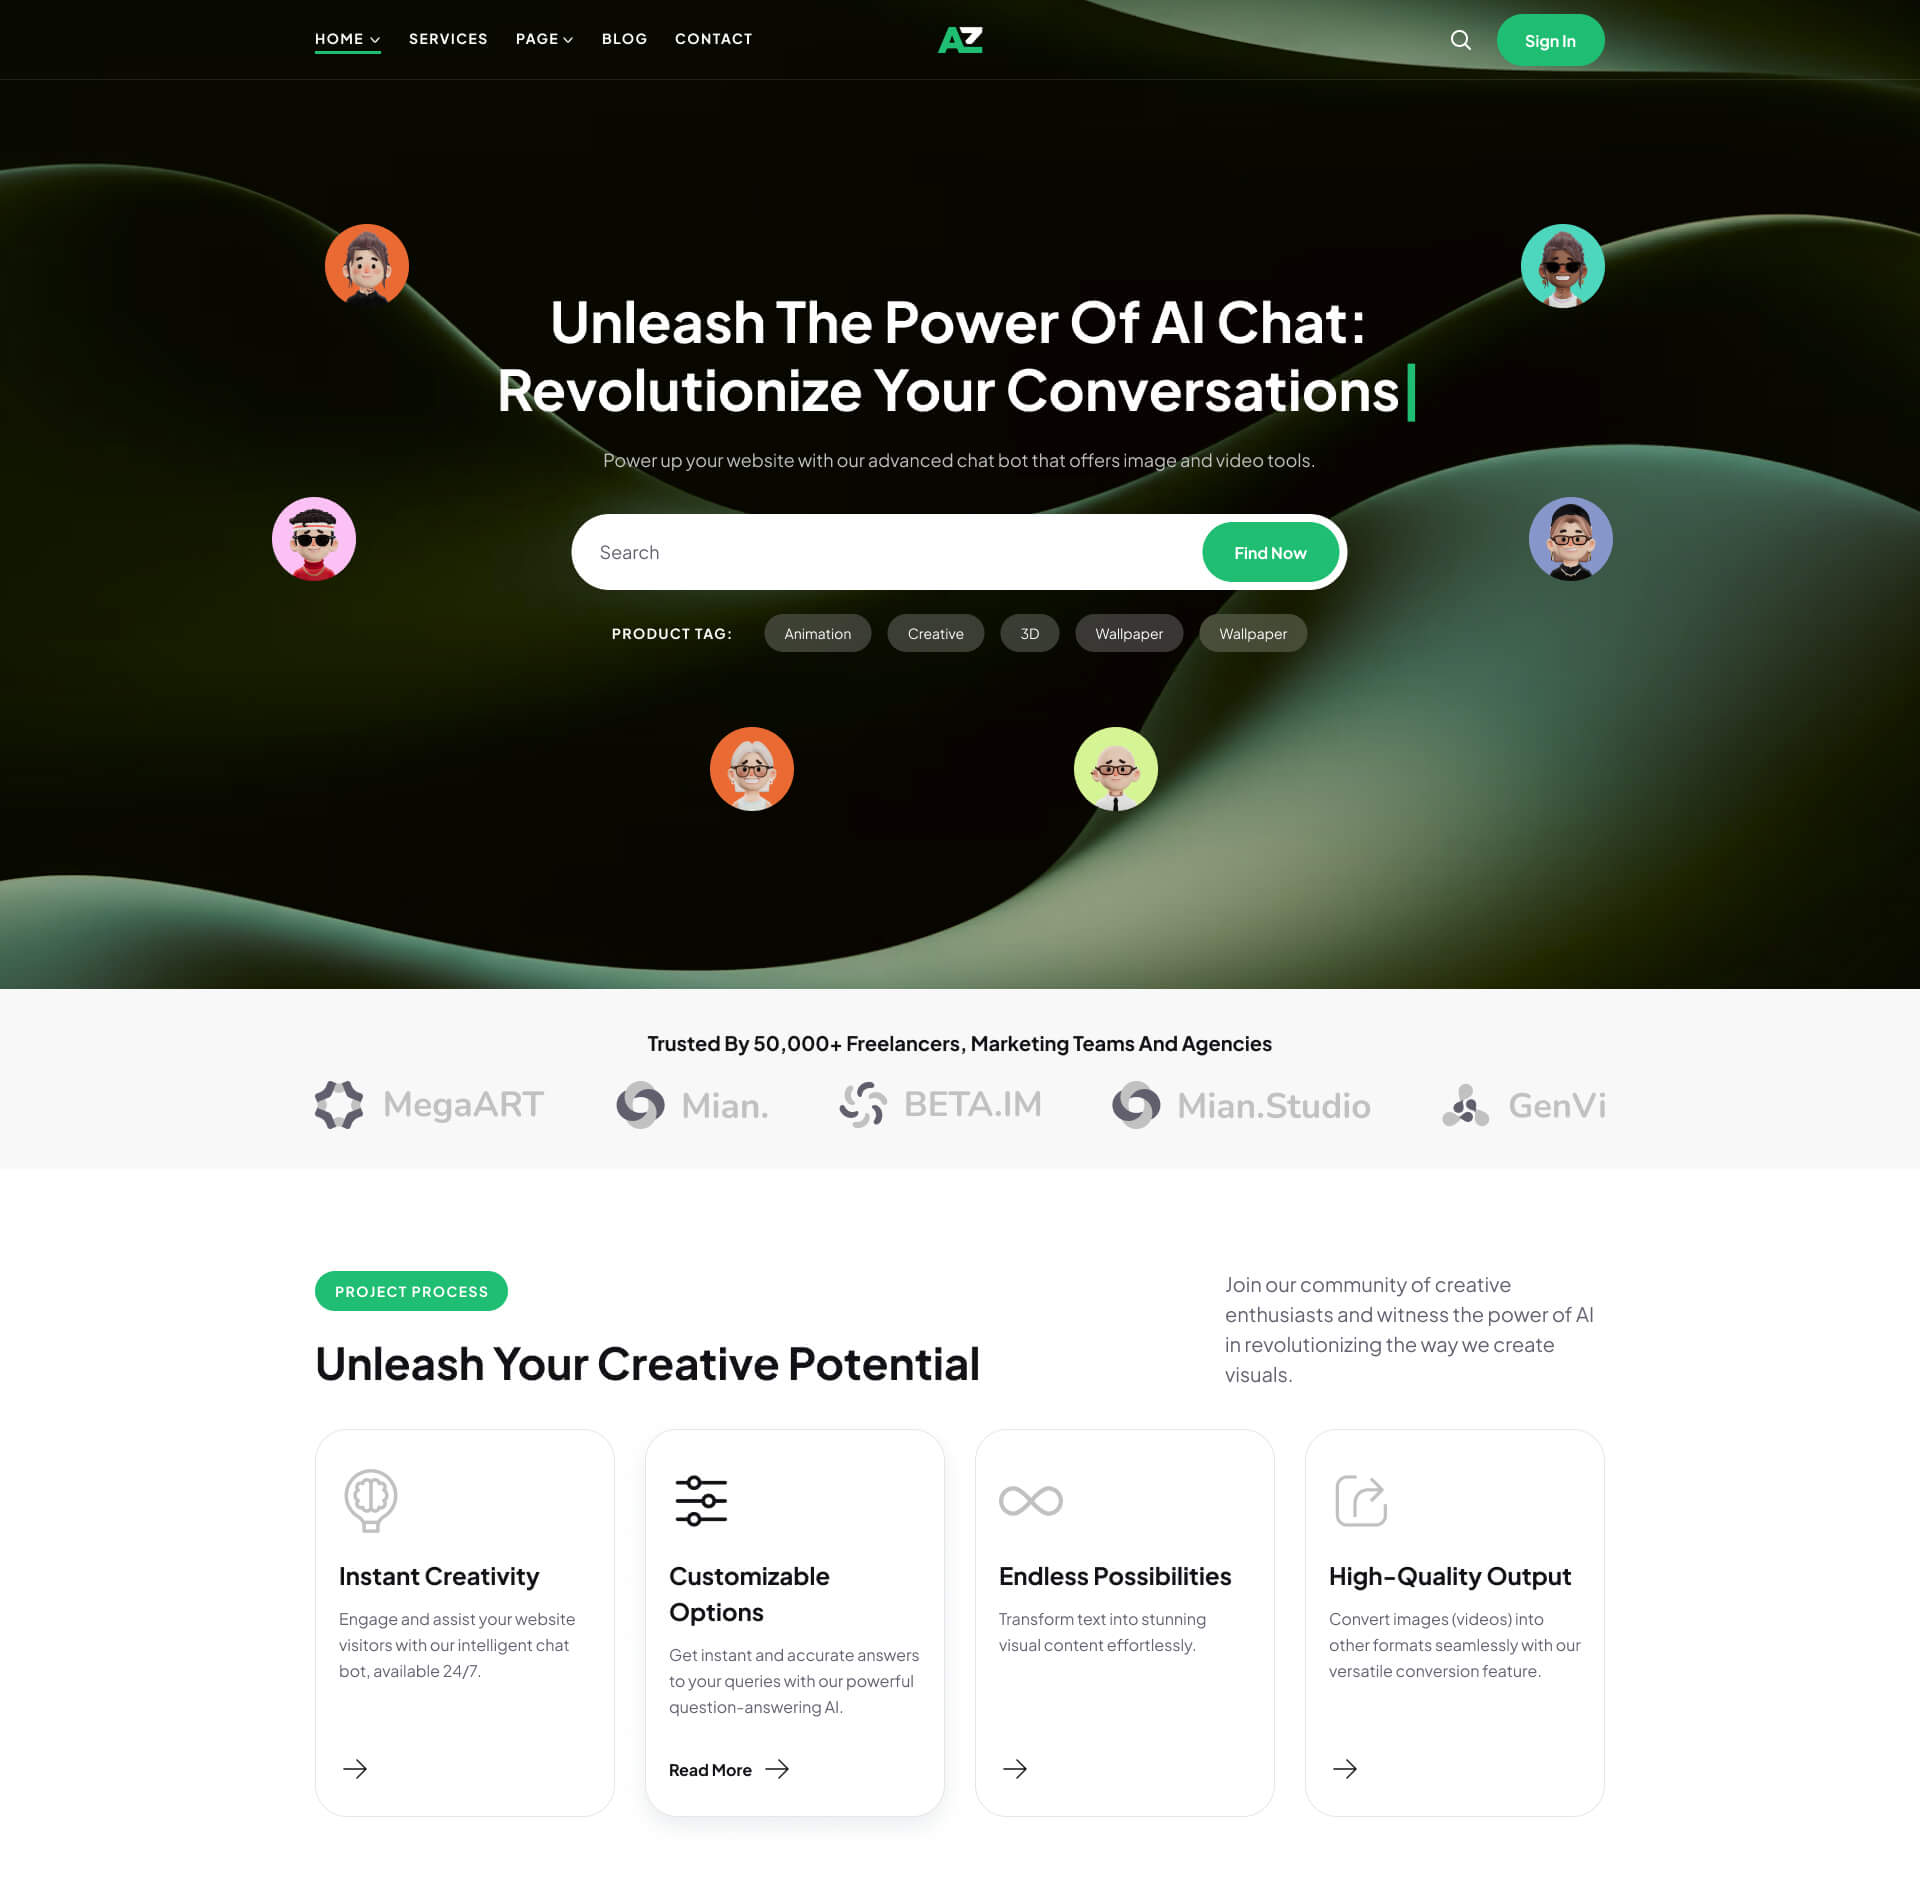 HOME
SERVICES
PAGE
BLOG
CONTACT
AZ
Sign In
Unleash The Power Of AI Chat:
Revolutionize Your Conversations
Power up your website with our advanced chat bot that offers image and video tools.
Search
Find Now
PRODUCT TAG:
Animation
Creative
3D
Wallpaper
Wallpaper
Trusted By 50,000+ Freelancers, Marketing Teams And Agencies
MegaART
Mian.
BETA.IM
Mian.Studio
GenVi
PROJECT PROCESS
Unleash Your Creative Potential
Join our community of creative
enthusiasts and witness the power of AI
in revolutionizing the way we create
visuals.
Instant Creativity
Engage and assist your website
visitors with our intelligent chat
bot, available 24/7.
Customizable
Options
Get instant and accurate answers
to your queries with our powerful
question-answering AI.
Read More
Endless Possibilities
Transform text into stunning
visual content effortlessly.
High-Quality Output
Convert images (videos) into
other formats seamlessly with our
versatile conversion feature.